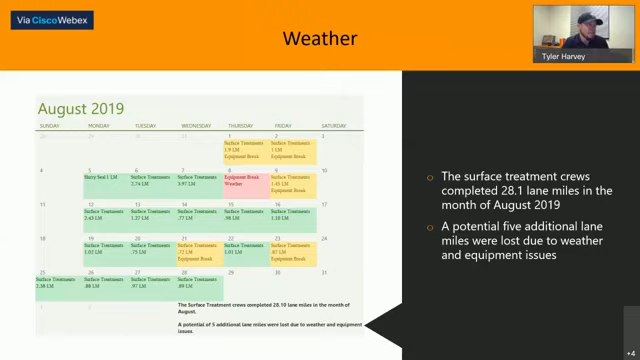 Via Cisco Webex
Weather
Tyler Harvey
August 2019
SUNDAY MONDAY TUESDAY WEDNESDAY THURSDAY FRIDAY SATURDAY
1 2 3
Surface Treatments
1.9 LM
Equipment Break
Surface Treatments
1 LM
Equipment Break
4 5 6 7 8 9 10
Slurry Seal 1 LM
Surface Treatments
2.74 LM
Surface Treatments
3.97 LM
Equipment Break
Weather
Surface Treatments
1.45 LM
Equipment Break
11 12 13 14 15 16 17
Surface Treatments
2.43 LM
Surface Treatments
1.27 LM
Surface Treatments
.77 LM
Surface Treatments
.98 LM
Surface Treatments
1.10 LM
18 19 20 21 22 23 24
Surface Treatments
1.03 LM
Surface Treatments
.75 LM
Surface Treatments
.72 LM
Equipment Break
Surface Treatments
1.01 LM
Surface Treatments
.87 LM
Equipment Break
25 26 27 28 29 30 31
Surface Treatments
2.38 LM
Surface Treatments
.88 LM
Surface Treatments
.97 LM
Surface Treatments
.89 LM
The Surface Treatment crews completed 28.10 lane miles in the month of
August.
A potential of 5 additional lane miles were lost due to weather and equipment
issues.
The surface treatment crews
completed 28.1 lane miles in the
month of August 2019
A potential five additional lane
miles were lost due to weather
and equipment issues
+4